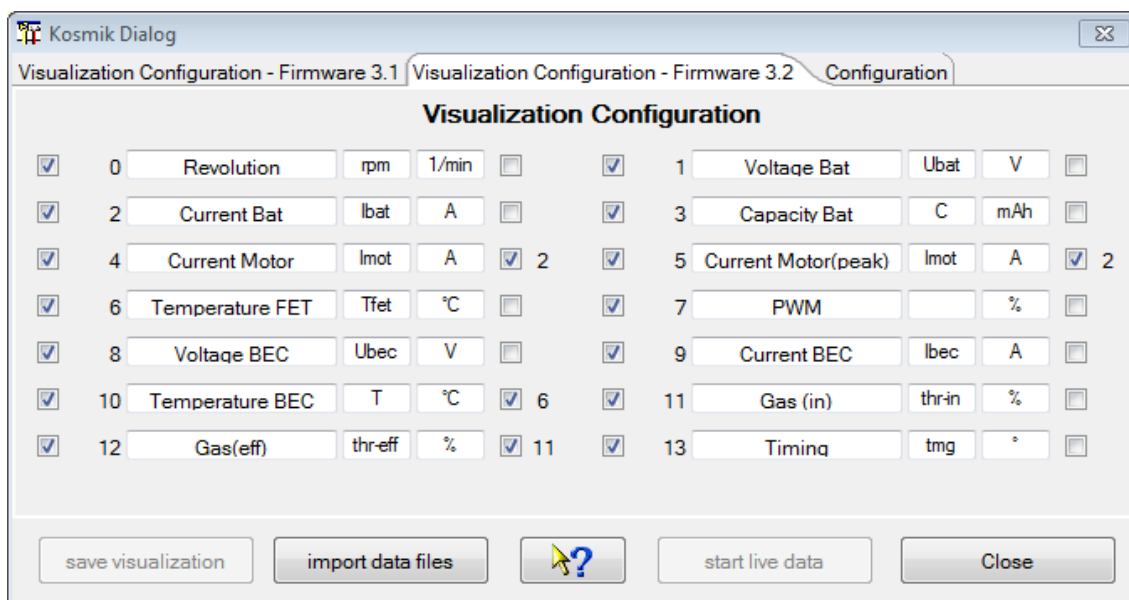 Kosmik Dialog
Visualization Configuration - Firmware 3.1 Visualization Configuration - Firmware 3.2 Configuration
Visualization Configuration
0 Revolution rpm 1/min 1 Voltage Bat Ubat V
2 Current Bat Ibat A 3 Capacity Bat C mAh
4 Current Motor Imot A 2 5 Current Motor(peak) Imot A 2
6 Temperature FET Tfet °C 7 PWM %
8 Voltage BEC Ubec V 9 Current BEC Ibec A
10 Temperature BEC T °C 6 11 Gas (in) thr-in %
12 Gas(eff) thr-eff % 11 13 Timing tmg °
save visualization import data files ? start live data Close